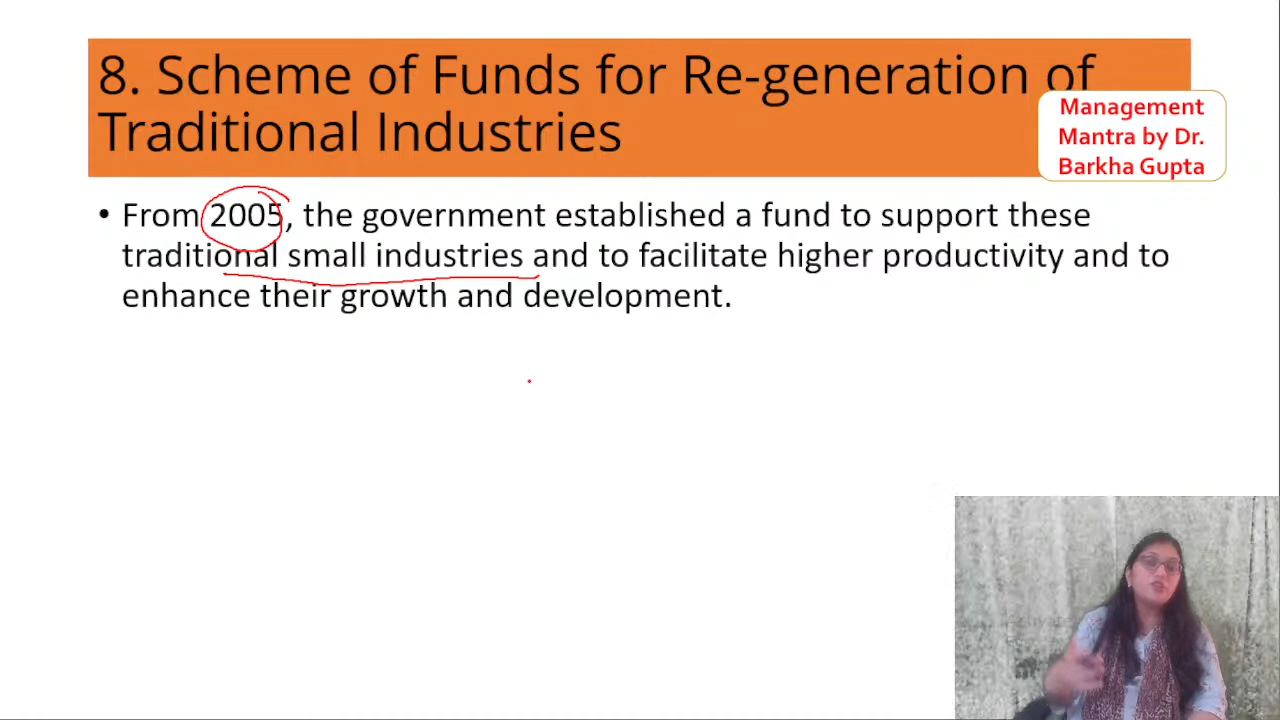 8. Scheme of Funds for Re-generation of
Traditional Industries
Management
Mantra by Dr.
Barkha Gupta
• From 2005, the government established a fund to support these
traditional small industries and to facilitate higher productivity and to
enhance their growth and development.